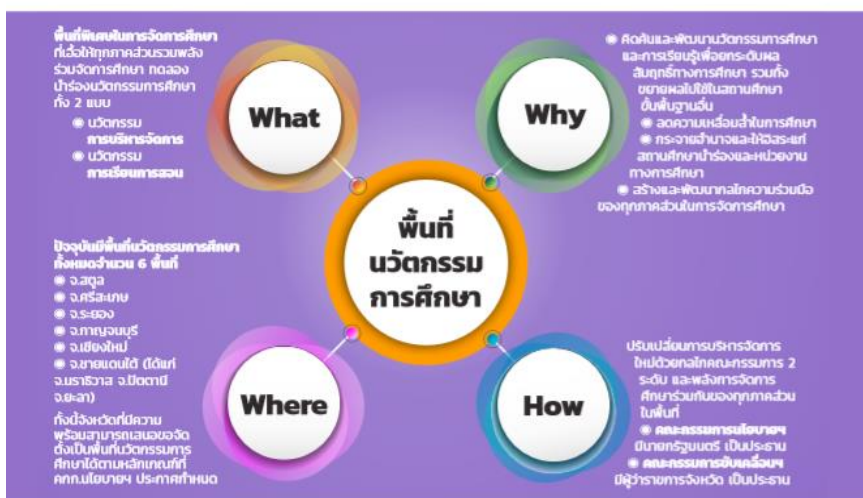 พื้นที่พิเศษในการจัดการศึกษา
ที่เอื้อให้ทุกภาคส่วนรวมพลัง
ร่วมจัดการศึกษา ทดลอง
นำร่องนวัตกรรมการศึกษา
ทั้ง 2 แบบ
นวัตกรรม
การบริหารจัดการ
นวัตกรรม
การเรียนการสอน
What
Why
คิดค้นและพัฒนานวัตกรรมการศึกษา
และการเรียนรู้เพื่อยกระดับผล
สัมฤทธิ์ทางการศึกษา รวมทั้ง
ขยายผลไปใช้ในสถานศึกษา
ขั้นพื้นฐานอื่น
ลดความเหลื่อมล้ำในการศึกษา
กระจายอำนาจและให้อิสระแก่
สถานศึกษานำร่องและหน่วยงาน
ทางการศึกษา
สร้างและพัฒนากลไกความร่วมมือ
ของทุกภาคส่วนในการจัดการศึกษา
พื้นที่
นวัตกรรม
การศึกษา
ปัจจุบันมีพื้นที่นวัตกรรมการศึกษา
ทั้งหมดจำนวน 6 พื้นที่
จ.สตูล
จ.ศรีสะเกษ
จ.ระยอง
จ.กาญจนบุรี
จ.เชียงใหม่
จ.ชายแดนใต้ (ได้แก่
จ.นราธิวาส จ.ปัตตานี
จ.ยะลา)
ทั้งนี้จังหวัดที่มีความ
พร้อมสามารถเสนอขอจัด
ตั้งเป็นพื้นที่นวัตกรรมการ
ศึกษาได้ตามหลักเกณฑ์ที่
คกก.นโยบายฯ ประกาศกำหนด
Where
How
ปรับเปลี่ยนการบริหารจัดการ
ใหม่ด้วยกลไกคณะกรรมการ 2
ระดับ และพลังการจัดการ
ศึกษาร่วมกันของทุกภาคส่วน
ในพื้นที่
คณะกรรมการนโยบายฯ
มีนายกรัฐมนตรี เป็นประธาน
คณะกรรมการขับเคลื่อนฯ
มีผู้ว่าราชการจังหวัด เป็นประธาน